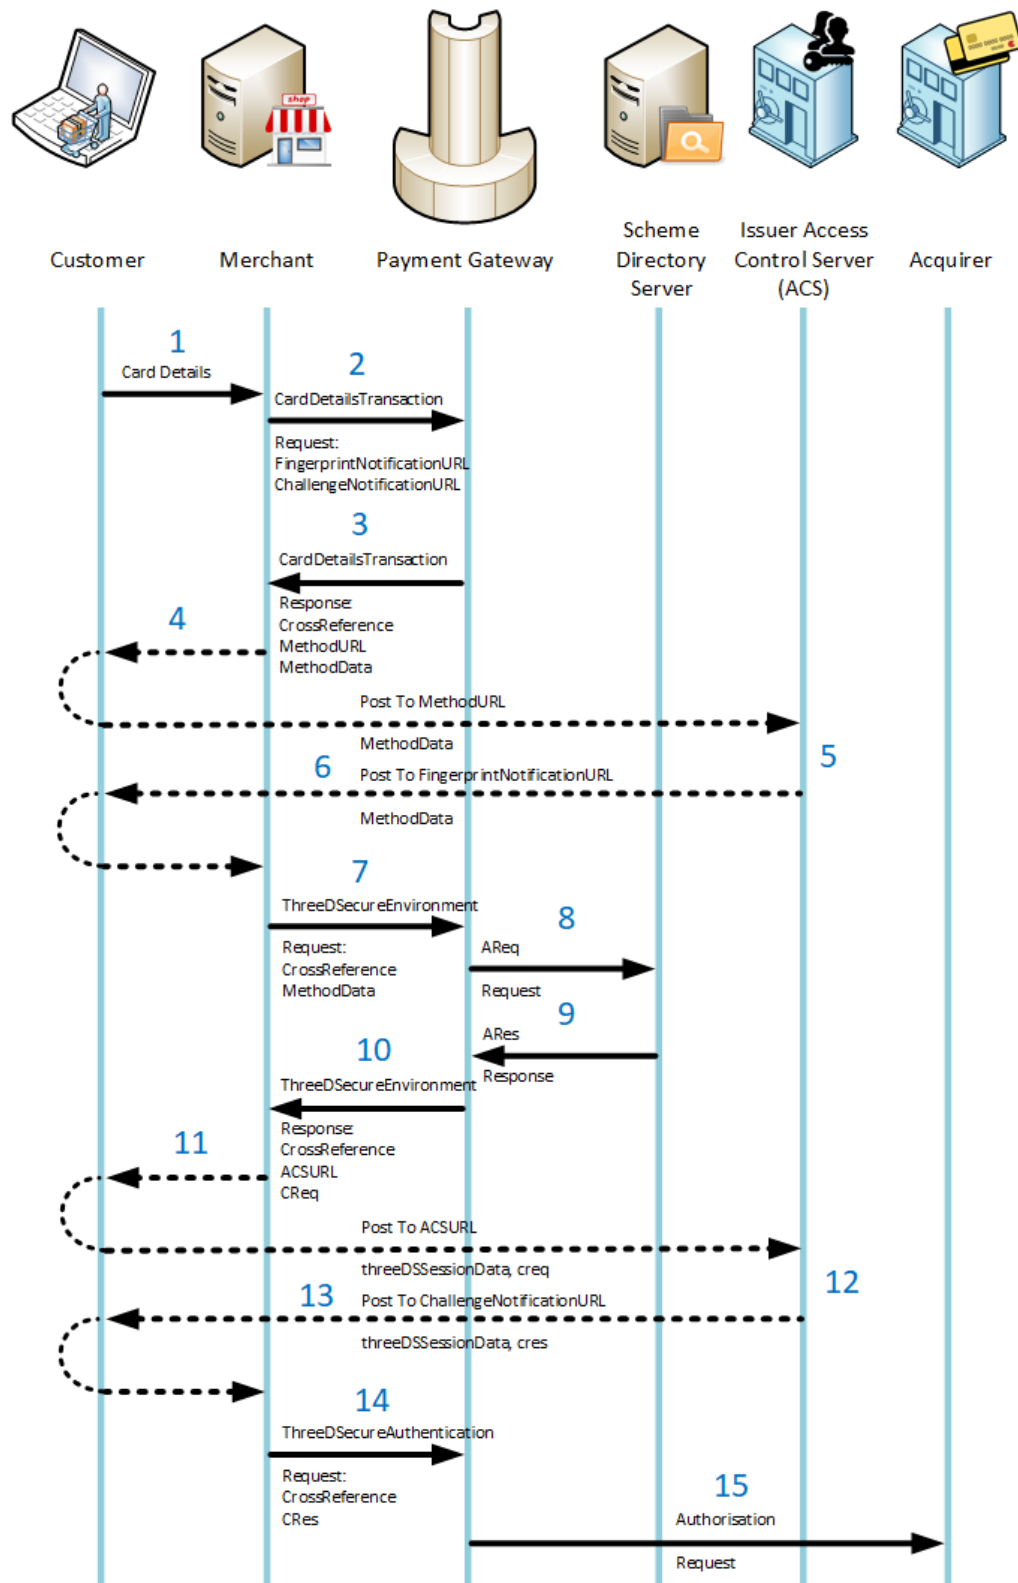 shop
Customer
Merchant
Payment Gateway
Scheme
Directory
Server
Issuer Access
Control Server
(ACS)
Acquirer
1
Card Details
2
CardDetailsTransaction
Request:
FingerprintNotificationURL
ChallengeNotificationURL
3
CardDetailsTransaction
Response:
CrossReference
MethodURL
MethodData
4
Post To MethodURL
MethodData
5
6
Post To FingerprintNotificationURL
MethodData
7
ThreeDSecureEnvironment
Request:
CrossReference
MethodData
8
AReq
Request
9
ARes
Response
10
ThreeDSecureEnvironment
Response:
CrossReference
ACSURL
CReq
11
Post To ACSURL
threeDSSessionData, creq
12
13
Post To ChallengeNotificationURL
threeDSSessionData, cres
14
ThreeDSecureAuthentication
Request:
CrossReference
CRes
15
Authorisation
Request